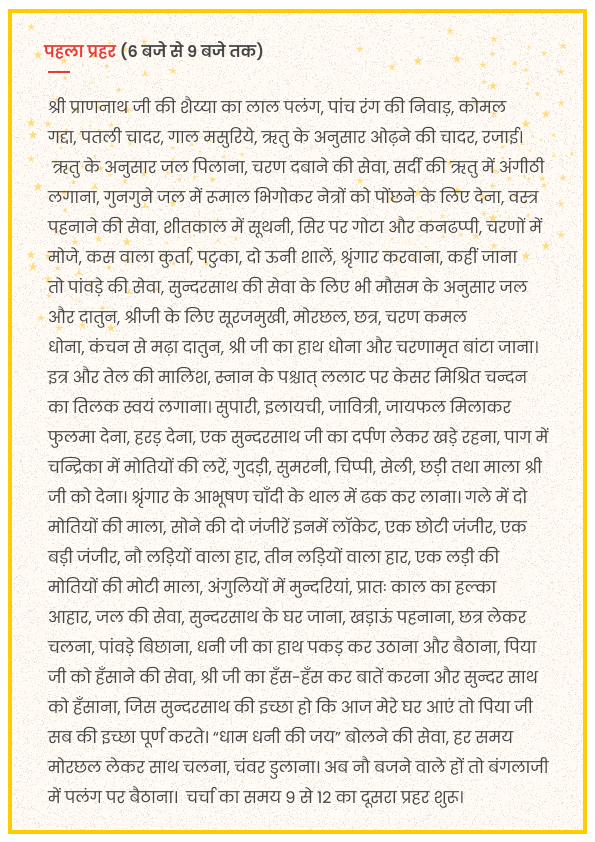 पहला प्रहर (6 बजे से 9 बजे तक)
श्री प्राणनाथ जी की शैय्या का लाल पलंग, पांच रंग की निवाड़, कोमल
गद्दा, पतली चादर, गाल मसुरिये, ऋतु के अनुसार ओढ़ने की चादर, रजाई।
ऋतु के अनुसार जल पिलाना, चरण दबाने की सेवा, सर्दी की ऋतु में अंगीठी
लगाना, गुनगुने जल में रूमाल भिगोकर नेत्रों को पोंछने के लिए देना, वस्त्र
पहनाने की सेवा, शीतकाल में सूथनी, सिर पर गोटा और कनढप्पी, चरणों में
मोजे, कस वाला कुर्ता, पटुका, दो ऊनी शालें, श्रृंगार करवाना, कहीं जाना
तो पांवड़े की सेवा, सुन्दरसाथ की सेवा के लिए भी मौसम के अनुसार जल
और दातुन, श्रीजी के लिए सूरजमुखी, मोरछल, छत्र, चरण कमल
धोना, कंचन से मढ़ा दातुन, श्री जी का हाथ धोना और चरणामृत बांटा जाना।
इत्र और तेल की मालिश, स्नान के पश्चात् ललाट पर केसर मिश्रित चन्दन
का तिलक स्वयं लगाना। सुपारी, इलायची, जावित्री, जायफल मिलाकर
फुलमा देना, हरड़ देना, एक सुन्दरसाथ जी का दर्पण लेकर खड़े रहना, पाग में
चन्द्रिका में मोतियों की लरें, गुदड़ी, सुमरनी, चिप्पी, सेली, छड़ी तथा माला श्री
जी को देना। श्रृंगार के आभूषण चाँदी के थाल में ढक कर लाना। गले में दो
मोतियों की माला, सोने की दो जंजीरें इनमें लॉकेट, एक छोटी जंजीर, एक
बड़ी जंजीर, नौ लड़ियों वाला हार, तीन लड़ियों वाला हार, एक लड़ी की
मोतियों की मोटी माला, अंगुलियों में मुन्दरियां, प्रातः काल का हल्का
आहार, जल की सेवा, सुन्दरसाथ के घर जाना, खड़ाऊं पहनाना, छत्र लेकर
चलना, पांवड़े बिछाना, धनी जी का हाथ पकड़ कर उठाना और बैठाना, पिया
जी को हँसाने की सेवा, श्री जी का हँस-हँस कर बातें करना और सुन्दर साथ
को हँसाना, जिस सुन्दरसाथ की इच्छा हो कि आज मेरे घर आएं तो पिया जी
सब की इच्छा पूर्ण करते। “धाम धनी की जय” बोलने की सेवा, हर समय
मोरछल लेकर साथ चलना, चंवर डुलाना। अब नौ बजने वाले हों तो बंगलाजी
में पलंग पर बैठाना। चर्चा का समय 9 से 12 का दूसरा प्रहर शुरू।